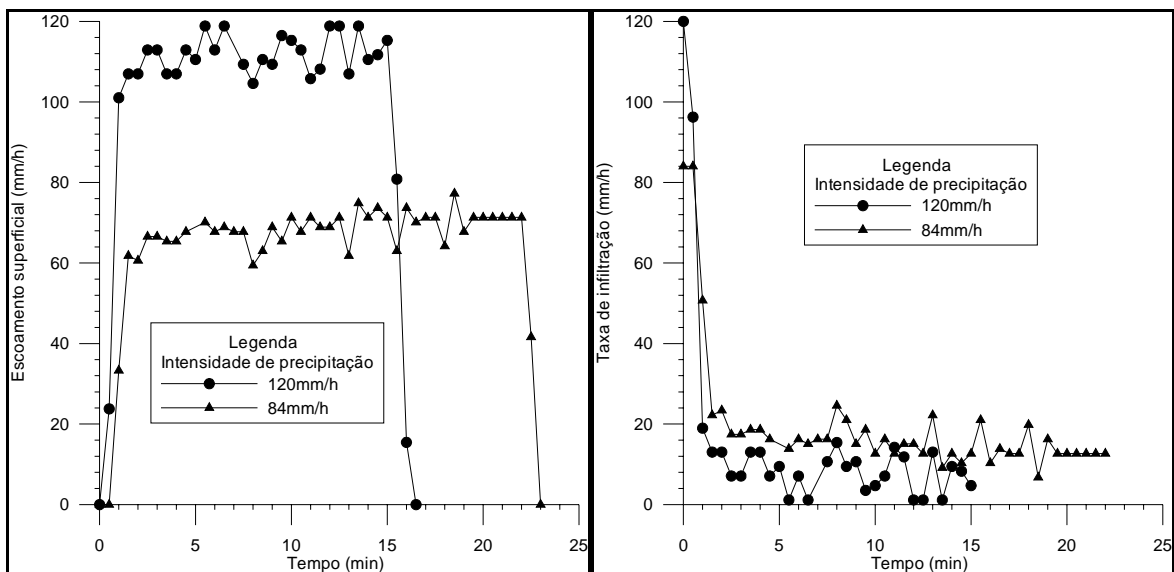 Escoamento superficial (mm/h)
120
100
80
60
40
20
0
Legenda
Intensidade de precipitação
120mm/h
84mm/h
0 5 10 15 20 25
Tempo (min)
Taxa de infiltração (mm/h)
120
100
80
60
40
20
0
Legenda
Intensidade de precipitação
120mm/h
84mm/h
0 5 10 15 20 25
Tempo (min)